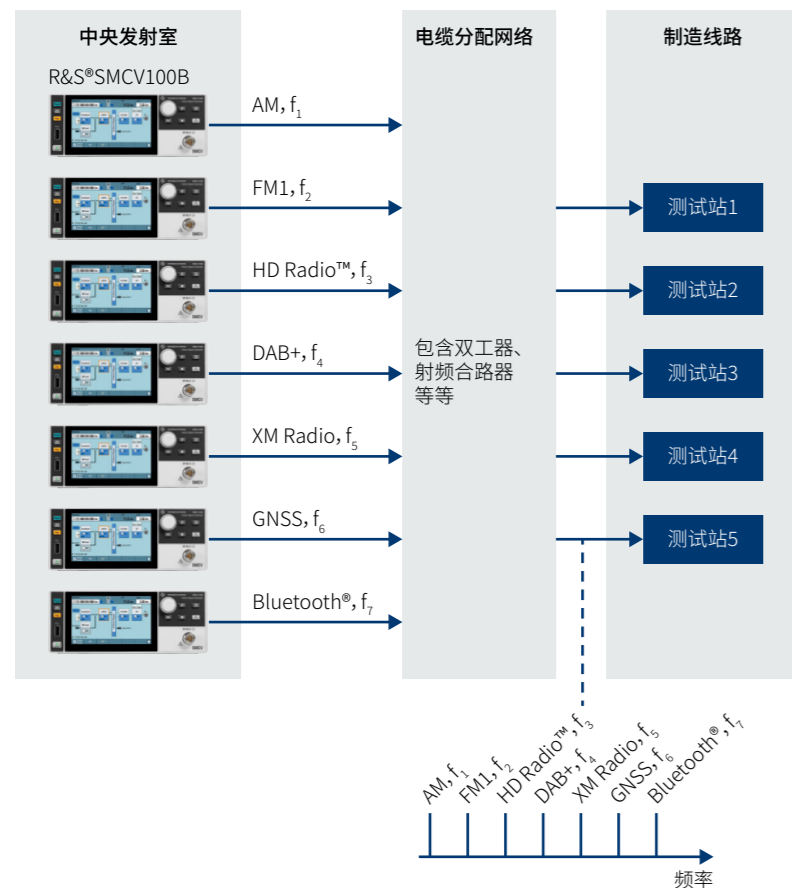 中央发射室
电缆分配网络
制造线路
R&S®SMCV100B
AM，f₁
FM1，f₂
测试站1
HD Radio™，f₃
测试站2
DAB+，f₄
包含双工器、
射频合路器
等等
测试站3
XM Radio，f₅
测试站4
GNSS，f₆
测试站5
Bluetooth®，f₇
AM，f₁
FM1，f₂
HD Radio™，f₃
DAB+，f₄
XM Radio，f₅
GNSS，f₆
Bluetooth®，f₇
频率